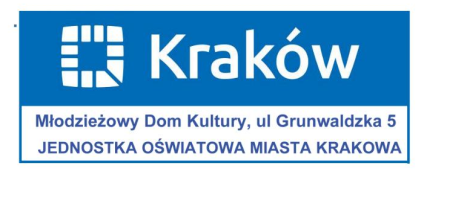 Kraków
Młodzieżowy Dom Kultury, ul Grunwaldzka 5
JEDNOSTKA OŚWIATOWA MIASTA KRAKOWA